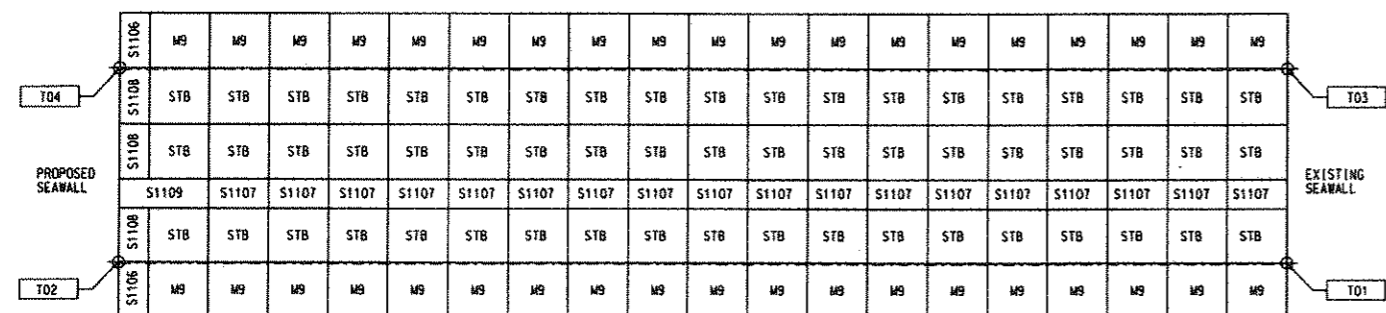 S1106 M9 M9 M9 M9 M9 M9 M9 M9 M9 M9 M9 M9 M9 M9 M9 M9 M9 M9 M9
T04 S1108 STB STB STB STB STB STB STB STB STB STB STB STB STB STB STB STB STB STB STB T03
S1108 STB STB STB STB STB STB STB STB STB STB STB STB STB STB STB STB STB STB STB
PROPOSED
SEAWALL
S1109 S1107 S1107 S1107 S1107 S1107 S1107 S1107 S1107 S1107 S1107 S1107 S1107 S1107 S1107 S1107 S1107 S1107 S1107
EXISTING
SEAWALL
S1108 STB STB STB STB STB STB STB STB STB STB STB STB STB STB STB STB STB STB STB
T02 S1106 M9 M9 M9 M9 M9 M9 M9 M9 M9 M9 M9 M9 M9 M9 M9 M9 M9 M9 M9 T01